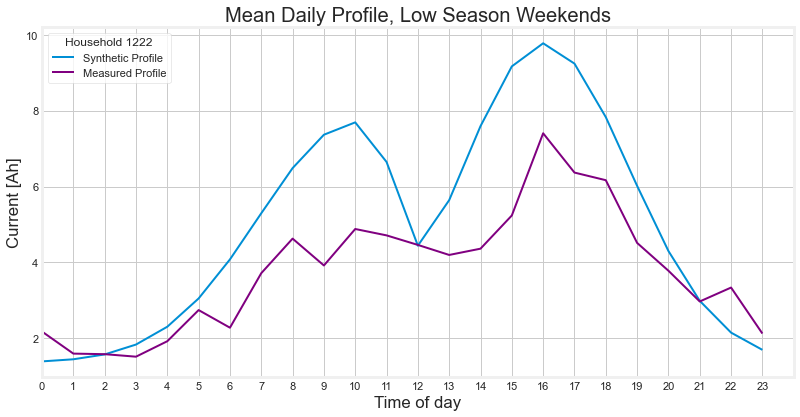 Mean Daily Profile, Low Season Weekends
Household 1222
Synthetic Profile
Measured Profile
Current [Ah]
10
8
6
4
2
0 1 2 3 4 5 6 7 8 9 10 11 12 13 14 15 16 17 18 19 20 21 22 23
Time of day